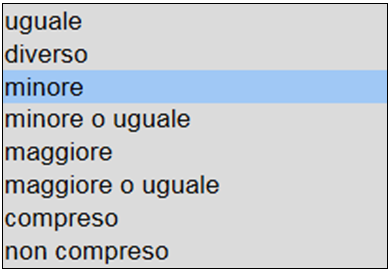 uguale
diverso
minore
minore o uguale
maggiore
maggiore o uguale
compreso
non compreso